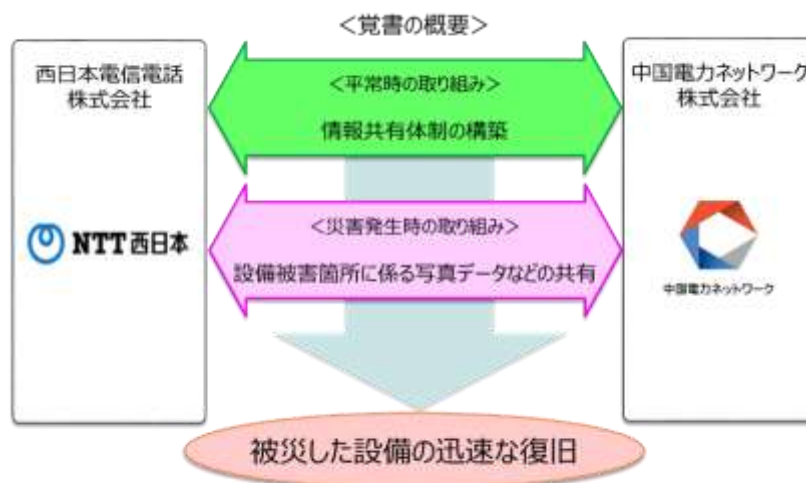 <覚書の概要>
西日本電信電話
株式会社
<平常時の取り組み>
情報共有体制の構築
中国電力ネットワーク
株式会社
NTT西日本
<災害発生時の取り組み>
設備被害箇所に係る写真データなどの共有
中国電力ネットワーク
被災した設備の迅速な復旧